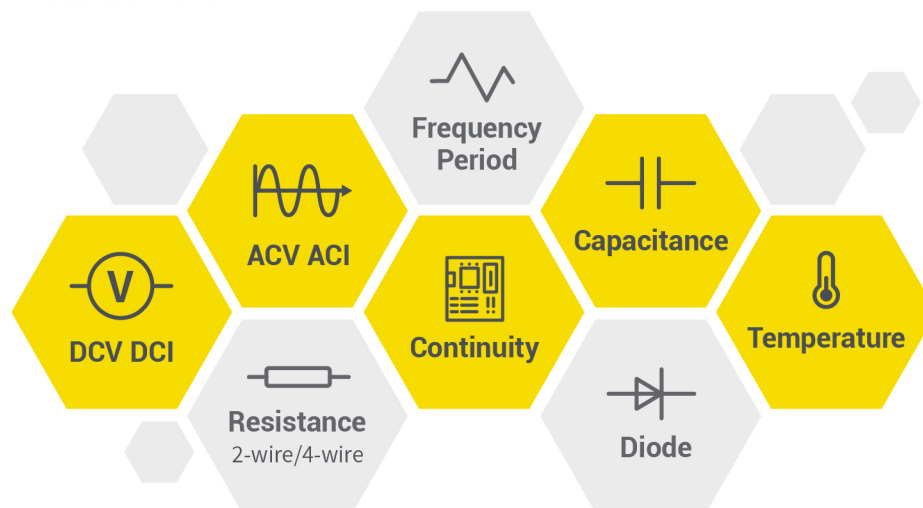 Frequency
Period
ACV ACI
Capacitance
V
DCV DCI
Continuity
Temperature
Resistance
2-wire/4-wire
Diode